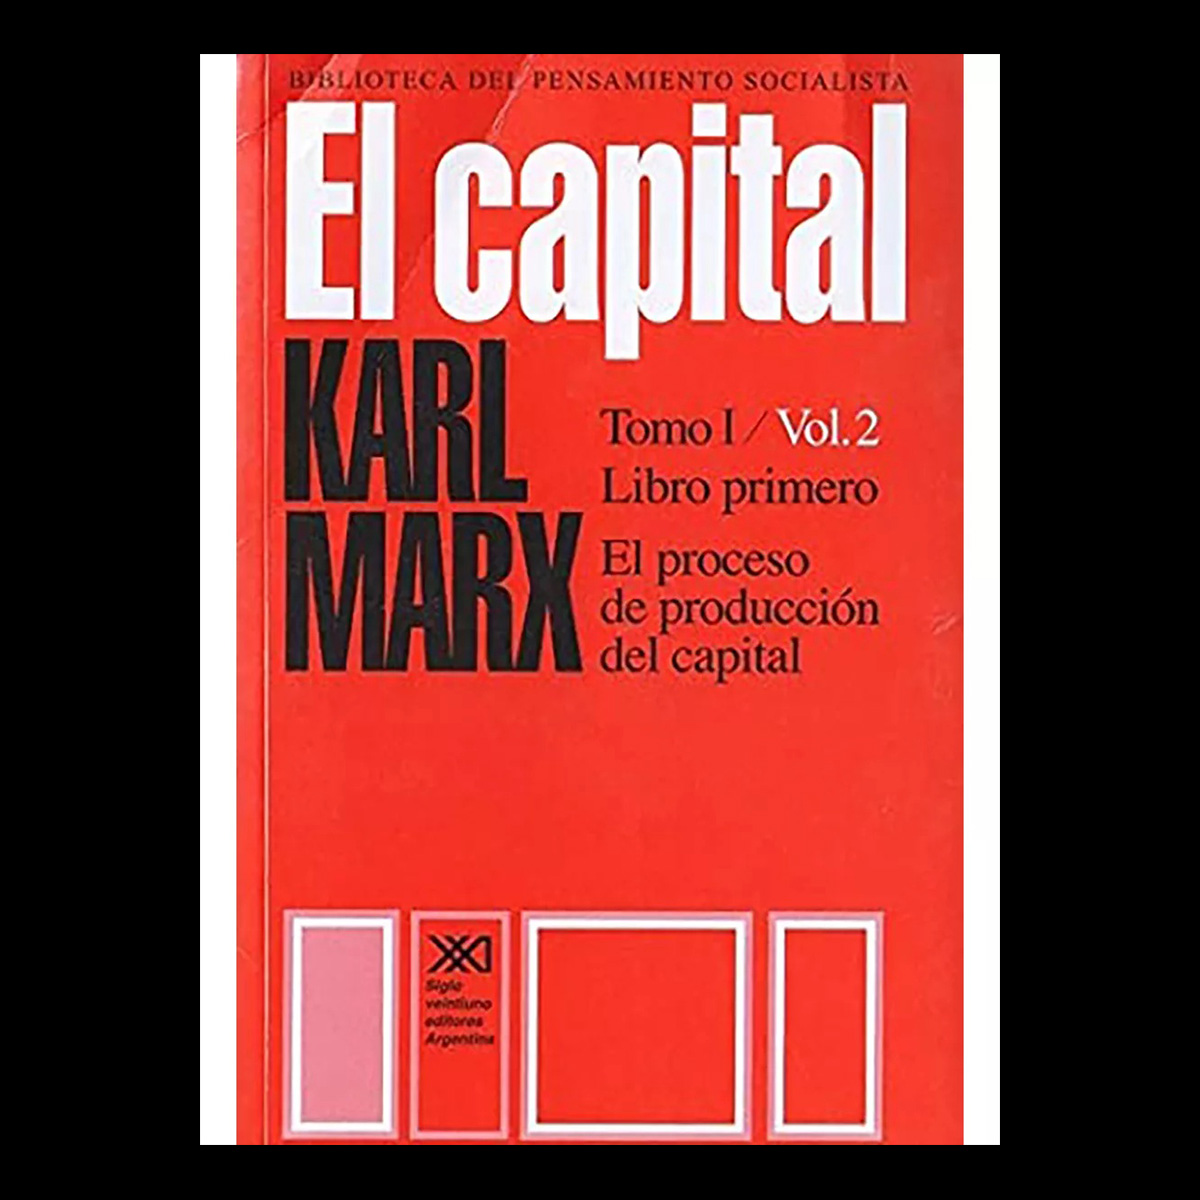 BIBLIOTECA DEL PENSAMIENTO SOCIALISTA
El capital
KARL
MARX
Tomo I / Vol. 2
Libro primero
El proceso
de producción
del capital
Siglo
veintiuno
editores
Argentina